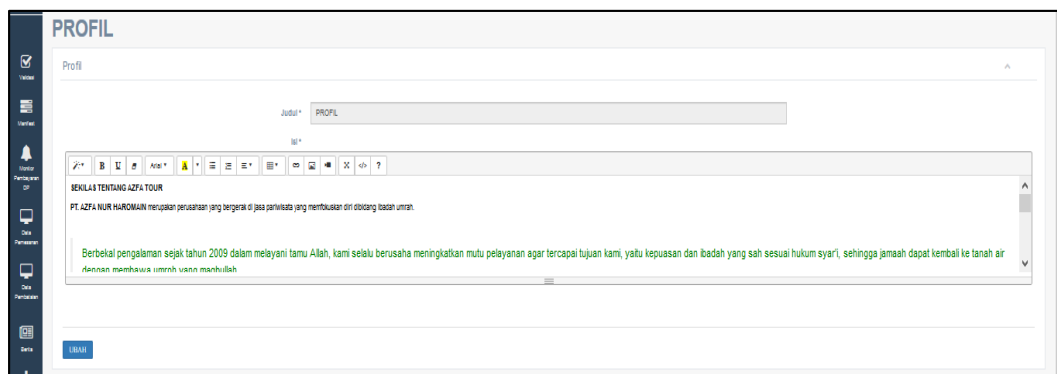 PROFIL
Profil
Judul *
PROFIL
Isi *
B U
Arial
A
X </> ?
SEKILAS TENTANG AZFA TOUR
PT. AZFA NUR HAROMAIN merupakan perusahaan yang bergerak di jasa pariwisata yang memfokuskan diri dibidang ibadah umrah.
Berbekal pengalaman sejak tahun 2009 dalam melayani tamu Allah, kami selalu berusaha meningkatkan mutu pelayanan agar tercapai tujuan kami, yaitu kepuasan dan ibadah yang sah sesuai hukum syar'i, sehingga jamaah dapat kembali ke tanah air
dengan membawa umroh yang maqbullah
UBAH
Validasi
Manifest
Monitor
Pembayaran
DP
Data
Pemasaran
Data
Pembatalan
Berita